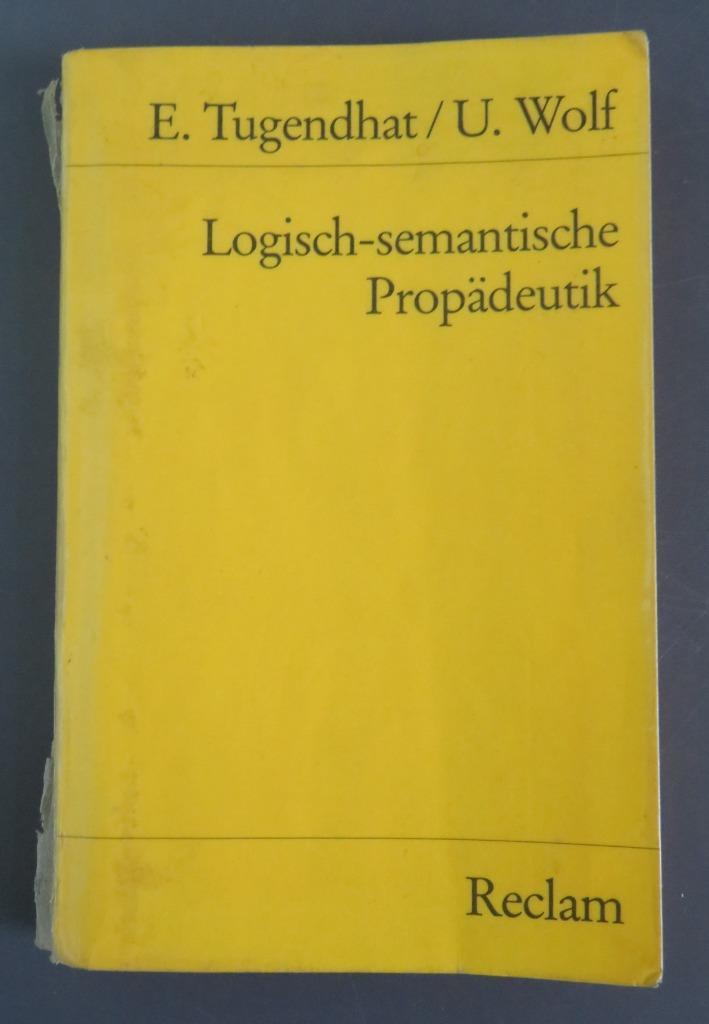 E. Tugendhat / U. Wolf
Logisch-semantische
Propädeutik
Reclam